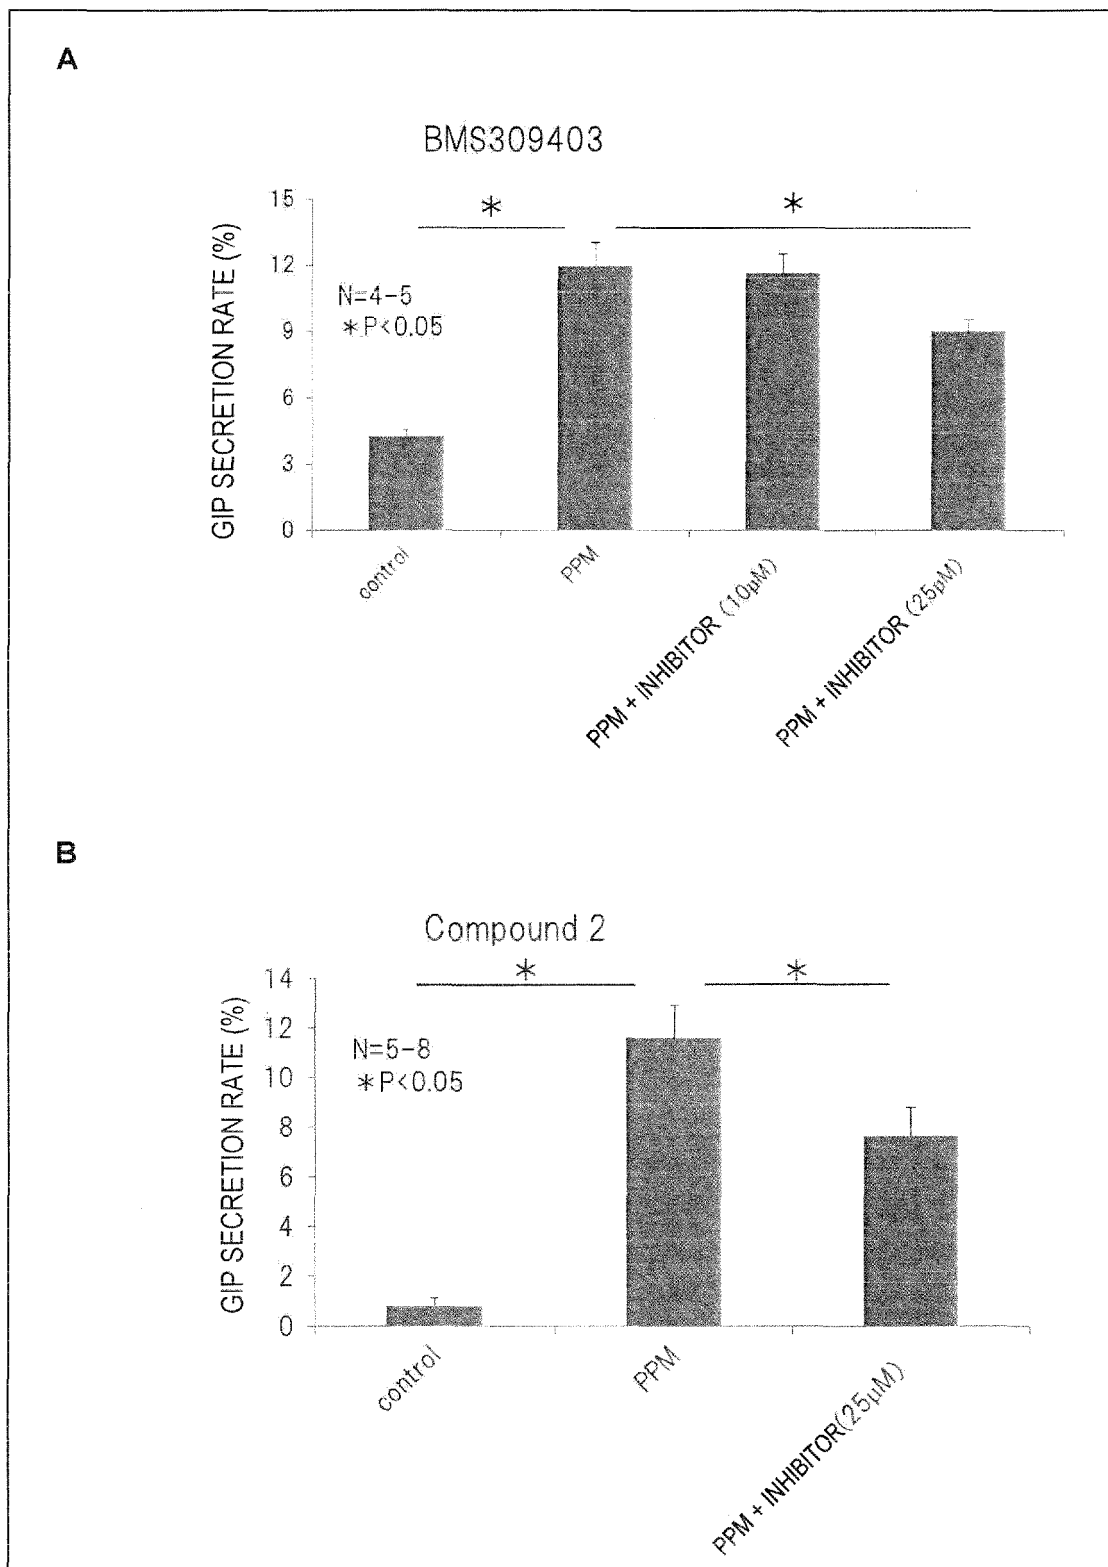 A
BMS309403
GIP SECRETION RATE (%)
15
12
9
6
3
0
*
*
N=4-5
*P<0.05
control
PPM
PPM + INHIBITOR (10µM)
PPM + INHIBITOR (25µM)
B
Compound 2
GIP SECRETION RATE (%)
14
12
10
8
6
4
2
0
*
*
N=5-8
*P<0.05
control
PPM
PPM + INHIBITOR(25µM)